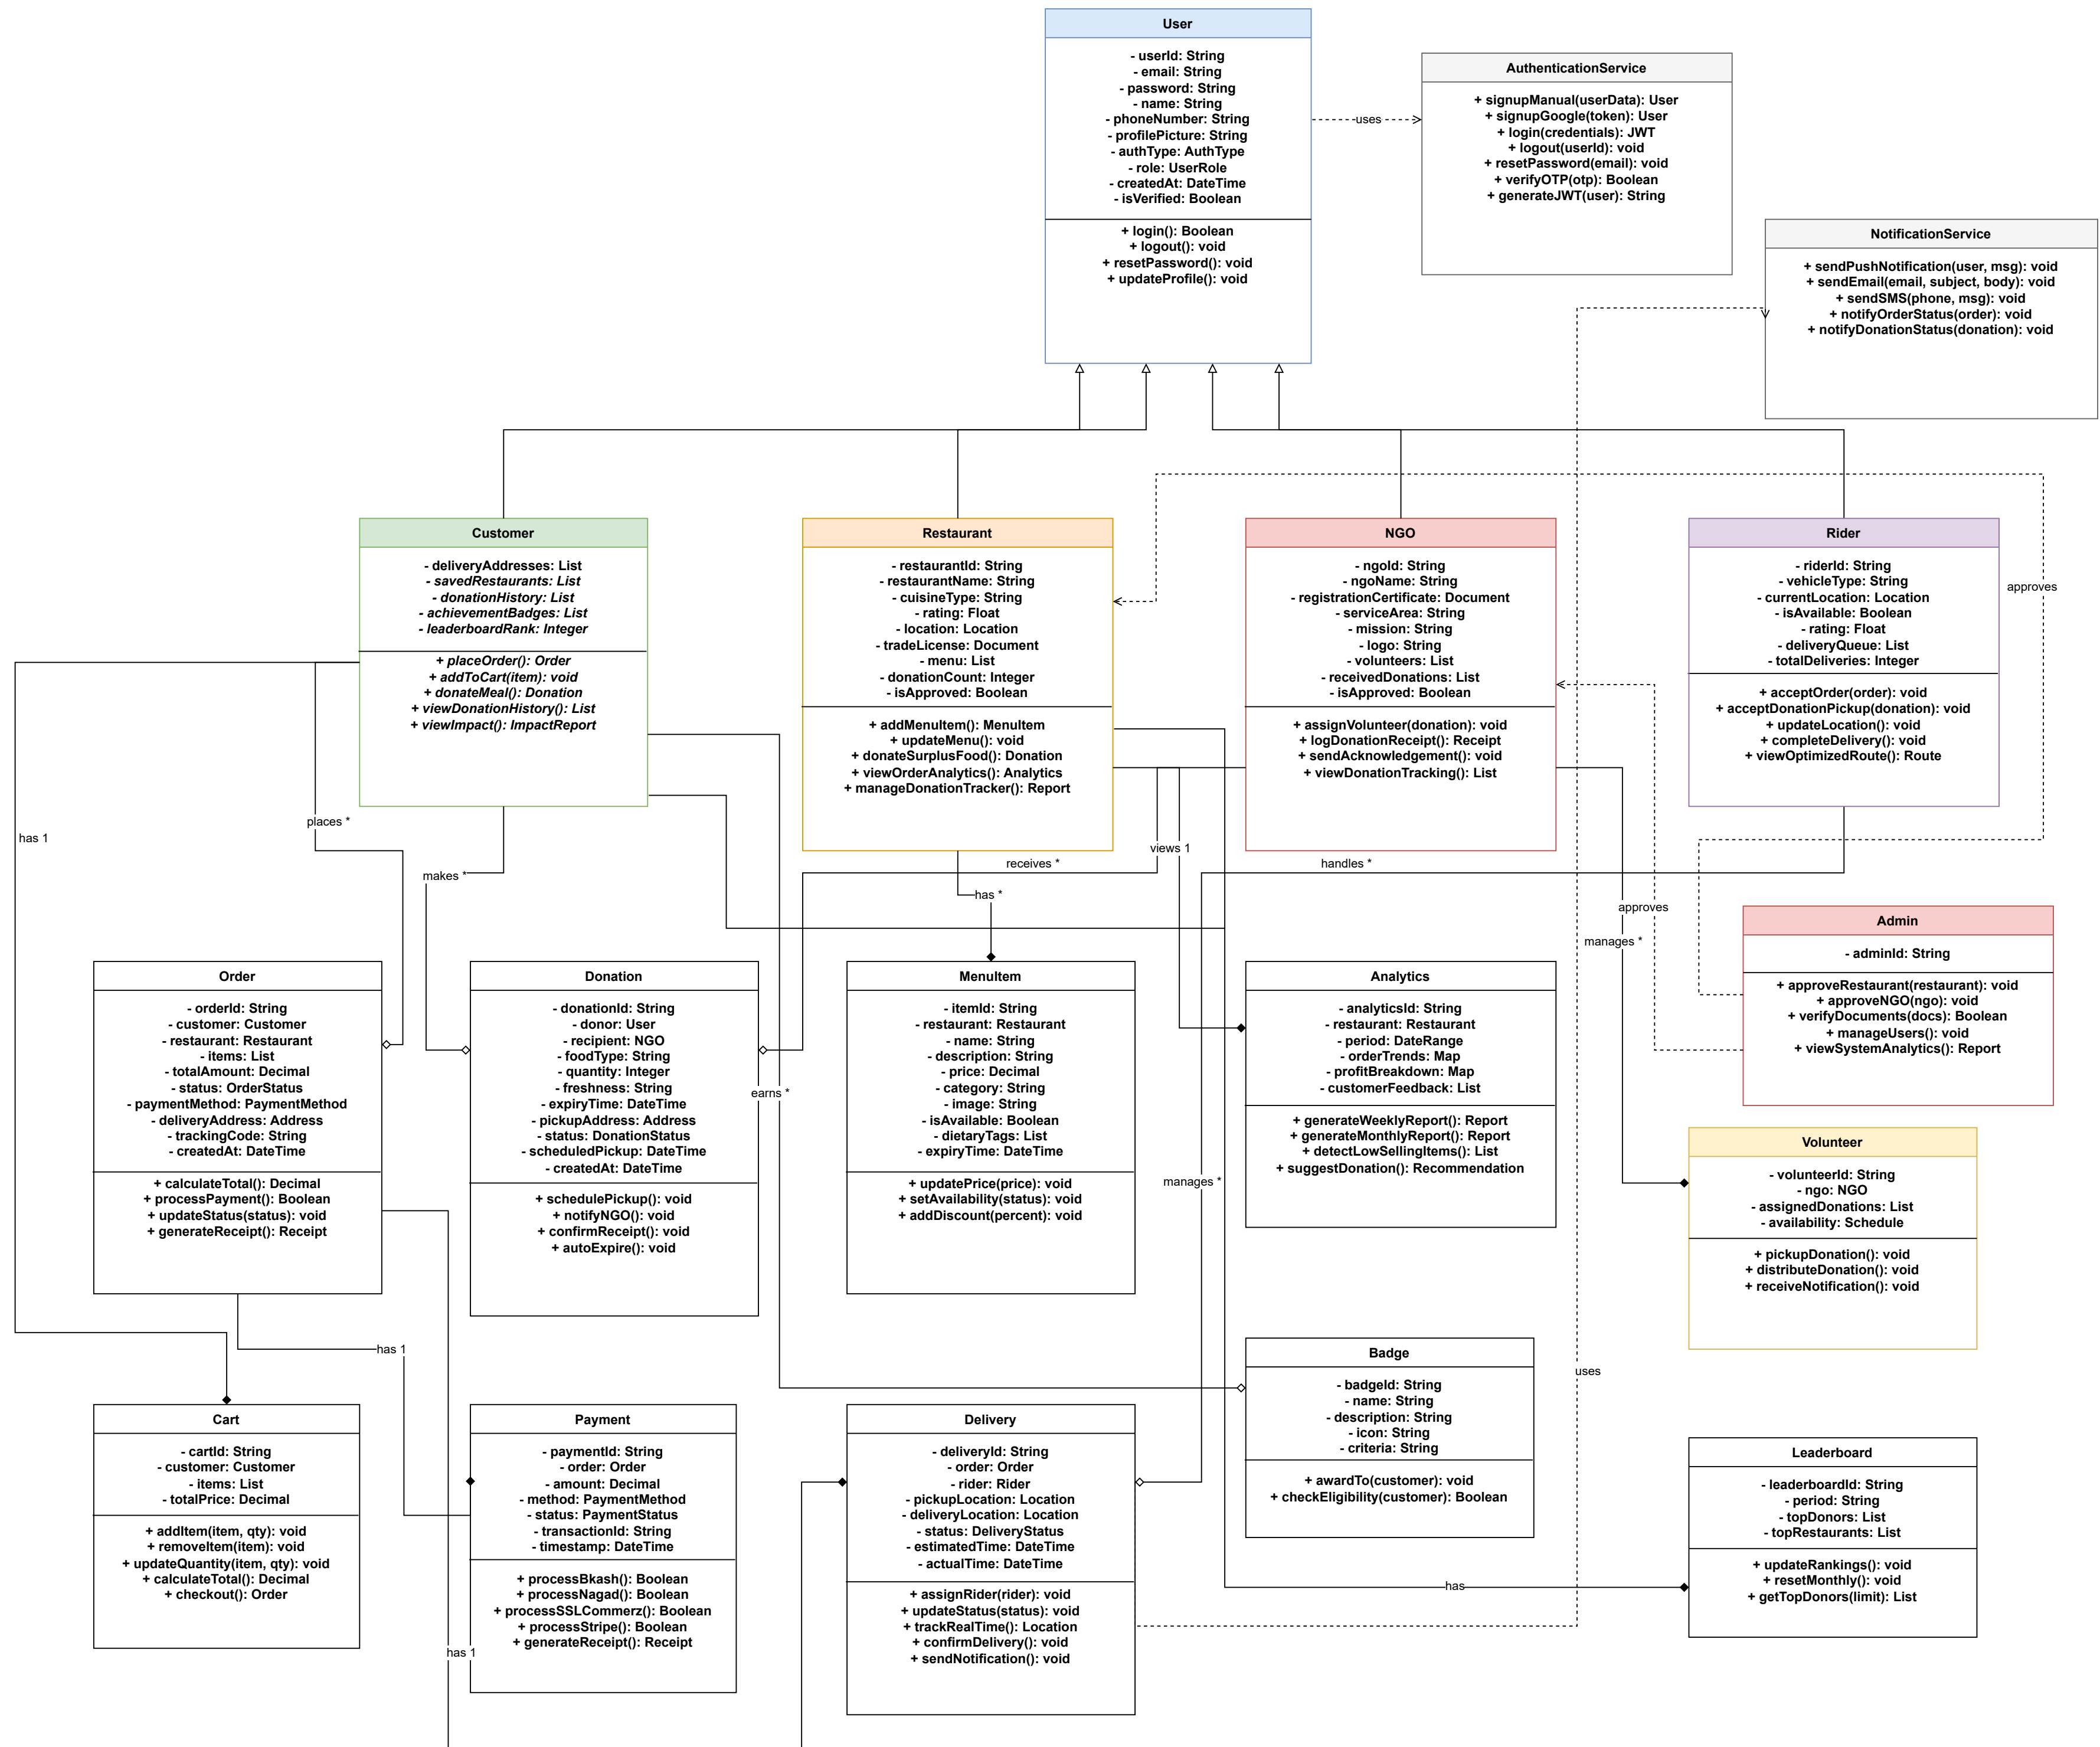 User
- userId: String
- email: String
- password: String
- name: String
- phoneNumber: String
- profilePicture: String
- authType: AuthType
- role: UserRole
- createdAt: DateTime
- isVerified: Boolean
+ login(): Boolean
+ logout(): void
+ resetPassword(): void
+ updateProfile(): void
uses
AuthenticationService
+ signupManual(userData): User
+ signupGoogle(token): User
+ login(credentials): JWT
+ logout(userId): void
+ resetPassword(email): void
+ verifyOTP(otp): Boolean
+ generateJWT(user): String
NotificationService
+ sendPushNotification(user, msg): void
+ sendEmail(email, subject, body): void
+ sendSMS(phone, msg): void
+ notifyOrderStatus(order): void
+ notifyDonationStatus(donation): void
Customer
- deliveryAddresses: List
- savedRestaurants: List
- donationHistory: List
- achievementBadges: List
- leaderboardRank: Integer
+ placeOrder(): Order
+ addToCart(item): void
+ donateMeal(): Donation
+ viewDonationHistory(): List
+ viewImpact(): ImpactReport
Restaurant
- restaurantId: String
- restaurantName: String
- cuisineType: String
- rating: Float
- location: Location
- tradeLicense: Document
- menu: List
- donationCount: Integer
- isApproved: Boolean
+ addMenuItem(): MenuItem
+ updateMenu(): void
+ donateSurplusFood(): Donation
+ viewOrderAnalytics(): Analytics
+ manageDonationTracker(): Report
NGO
- ngoId: String
- ngoName: String
- registrationCertificate: Document
- serviceArea: String
- mission: String
- logo: String
- volunteers: List
- receivedDonations: List
- isApproved: Boolean
+ assignVolunteer(donation): void
+ logDonationReceipt(): Receipt
+ sendAcknowledgement(): void
+ viewDonationTracking(): List
Rider
- riderId: String
- vehicleType: String
- currentLocation: Location
- isAvailable: Boolean
- rating: Float
- deliveryQueue: List
- totalDeliveries: Integer
+ acceptOrder(order): void
+ acceptDonationPickup(donation): void
+ updateLocation(): void
+ completeDelivery(): void
+ viewOptimizedRoute(): Route
approves
has 1
places *
makes *
receives *
views 1
handles *
has *
approves
manages *
Admin
- adminId: String
+ approveRestaurant(restaurant): void
+ approveNGO(ngo): void
+ verifyDocuments(docs): Boolean
+ manageUsers(): void
+ viewSystemAnalytics(): Report
Order
- orderId: String
- customer: Customer
- restaurant: Restaurant
- items: List
- totalAmount: Decimal
- status: OrderStatus
- paymentMethod: PaymentMethod
- deliveryAddress: Address
- trackingCode: String
- createdAt: DateTime
+ calculateTotal(): Decimal
+ processPayment(): Boolean
+ updateStatus(status): void
+ generateReceipt(): Receipt
Donation
- donationId: String
- donor: User
- recipient: NGO
- foodType: String
- quantity: Integer
- freshness: String
- expiryTime: DateTime
- pickupAddress: Address
- status: DonationStatus
- scheduledPickup: DateTime
- createdAt: DateTime
+ schedulePickup(): void
+ notifyNGO(): void
+ confirmReceipt(): void
+ autoExpire(): void
earns *
MenuItem
- itemId: String
- restaurant: Restaurant
- name: String
- description: String
- price: Decimal
- category: String
- image: String
- isAvailable: Boolean
- dietaryTags: List
- expiryTime: DateTime
+ updatePrice(price): void
+ setAvailability(status): void
+ addDiscount(percent): void
manages *
Analytics
- analyticsId: String
- restaurant: Restaurant
- period: DateRange
- orderTrends: Map
- profitBreakdown: Map
- customerFeedback: List
+ generateWeeklyReport(): Report
+ generateMonthlyReport(): Report
+ detectLowSellingItems(): List
+ suggestDonation(): Recommendation
Volunteer
- volunteerId: String
- ngo: NGO
- assignedDonations: List
- availability: Schedule
+ pickupDonation(): void
+ distributeDonation(): void
+ receiveNotification(): void
has 1
uses
Cart
- cartId: String
- customer: Customer
- items: List
- totalPrice: Decimal
+ addItem(item, qty): void
+ removeItem(item): void
+ updateQuantity(item, qty): void
+ calculateTotal(): Decimal
+ checkout(): Order
Payment
- paymentId: String
- order: Order
- amount: Decimal
- method: PaymentMethod
- status: PaymentStatus
- transactionId: String
- timestamp: DateTime
+ processBkash(): Boolean
+ processNagad(): Boolean
+ processSSLCommerz(): Boolean
+ processStripe(): Boolean
+ generateReceipt(): Receipt
has 1
Delivery
- deliveryId: String
- order: Order
- rider: Rider
- pickupLocation: Location
- deliveryLocation: Location
- status: DeliveryStatus
- estimatedTime: DateTime
- actualTime: DateTime
+ assignRider(rider): void
+ updateStatus(status): void
+ trackRealTime(): Location
+ confirmDelivery(): void
+ sendNotification(): void
Badge
- badgeId: String
- name: String
- description: String
- icon: String
- criteria: String
+ awardTo(customer): void
+ checkEligibility(customer): Boolean
has
Leaderboard
- leaderboardId: String
- period: String
- topDonors: List
- topRestaurants: List
+ updateRankings(): void
+ resetMonthly(): void
+ getTopDonors(limit): List